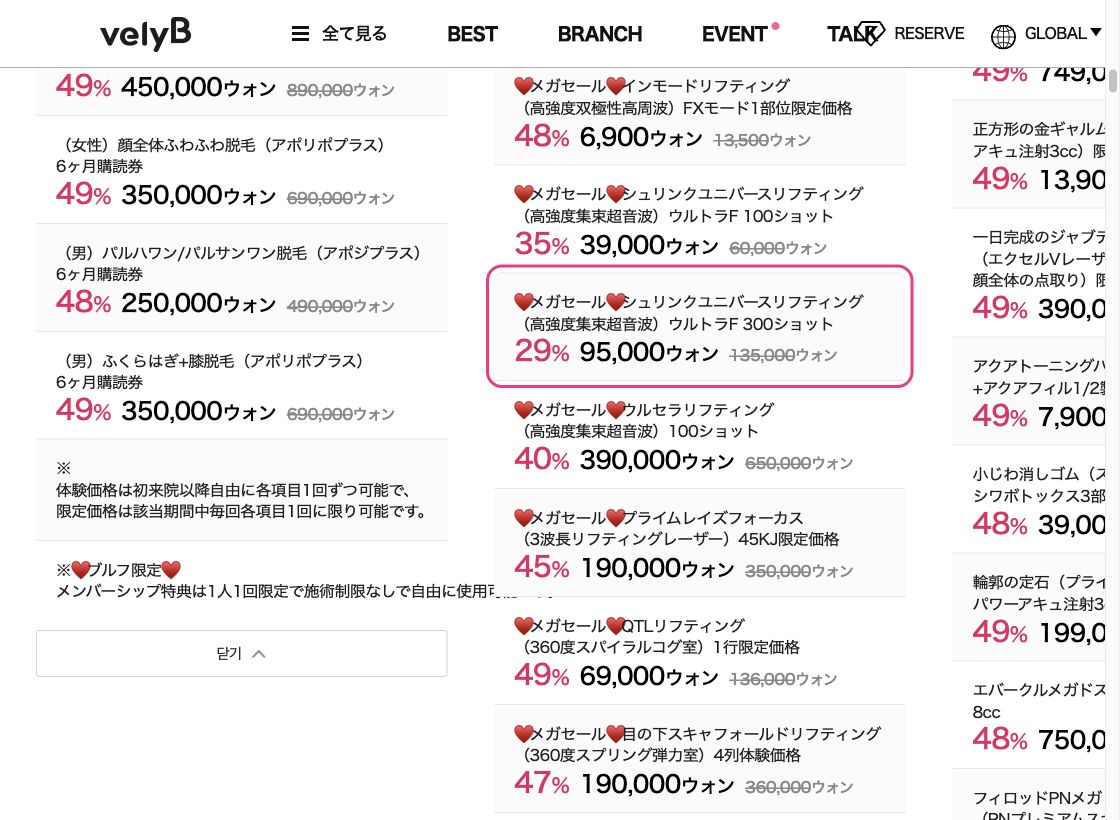 velyB
全て見る
BEST
BRANCH
EVENT
TALK
RESERVE
GLOBAL
49% 450,000ウォン 890,000ウォン
（女性）顔全体ふわふわ脱毛（アポリポプラス）
6ヶ月購読券
49% 350,000ウォン 690,000ウォン
（男）パルハワン/パルサンワン脱毛（アポジプラス）
6ヶ月購読券
48% 250,000ウォン 490,000ウォン
（男）ふくらはぎ+膝脱毛（アポリポプラス）
6ヶ月購読券
49% 350,000ウォン 690,000ウォン
※
体験価格は初来院以降自由に各項目1回ずつ可能で、
限定価格は該当期間中毎回各項目1回に限り可能です。
※❤️ブルフ限定❤️
メンバーシップ特典は1人1回限定で施術制限なしで自由に使用
닫기
❤️メガセール❤️インモードリフティング
（高強度双極性高周波）FXモード1部位限定価格
48% 6,900ウォン 13,500ウォン
❤️メガセール❤️シュリンクユニバースリフティング
（高強度集束超音波）ウルトラF 100ショット
35% 39,000ウォン 60,000ウォン
❤️メガセール❤️シュリンクユニバースリフティング
（高強度集束超音波）ウルトラF 300ショット
29% 95,000ウォン 135,000ウォン
❤️メガセール❤️ウルセラリフティング
（高強度集束超音波）100ショット
40% 390,000ウォン 650,000ウォン
❤️メガセール❤️プライムレイズフォーカス
（3波長リフティングレーザー）45KJ限定価格
45% 190,000ウォン 350,000ウォン
❤️メガセール❤️QTLリフティング
（360度スパイラルコグ室）1行限定価格
49% 69,000ウォン 136,000ウォン
❤️メガセール❤️目の下スキャフォールドリフティング
（360度スプリング弾力室）4列体験価格
47% 190,000ウォン 360,000ウォン
49% 749,0
正方形の金ギャルム
アキュ注射3cc）限
49% 13,90
一日完成のジャブテ
（エクセルVレーザ
顔全体の点取り）限
49% 390,0
アクアトーニングパ
+アクアフィル1/2製
49% 7,900
小じわ消しゴム（ス
シワボトックス3部
48% 39,00
輪郭の定石（プライ
パワーアキュ注射3
49% 199,0
エバークルメガドス
8cc
48% 750,0
フィロッドPNメガ
（PNプレミアムス